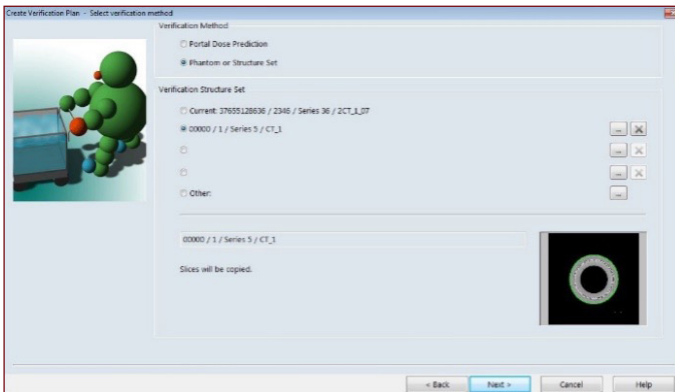 Create Verification Plan - Select verification method
Verification Method
Portal Dose Prediction
Phantom or Structure Set
Verification Structure Set
Current: 37655128636 / 2346 / Series 36 / 2CT_1_07
00000 / 1 / Series 5 / CT_1
...
...
...
Other:
...
00000 / 1 / Series 5 / CT_1
Slices will be copied.
< Back
Next >
Cancel
Help